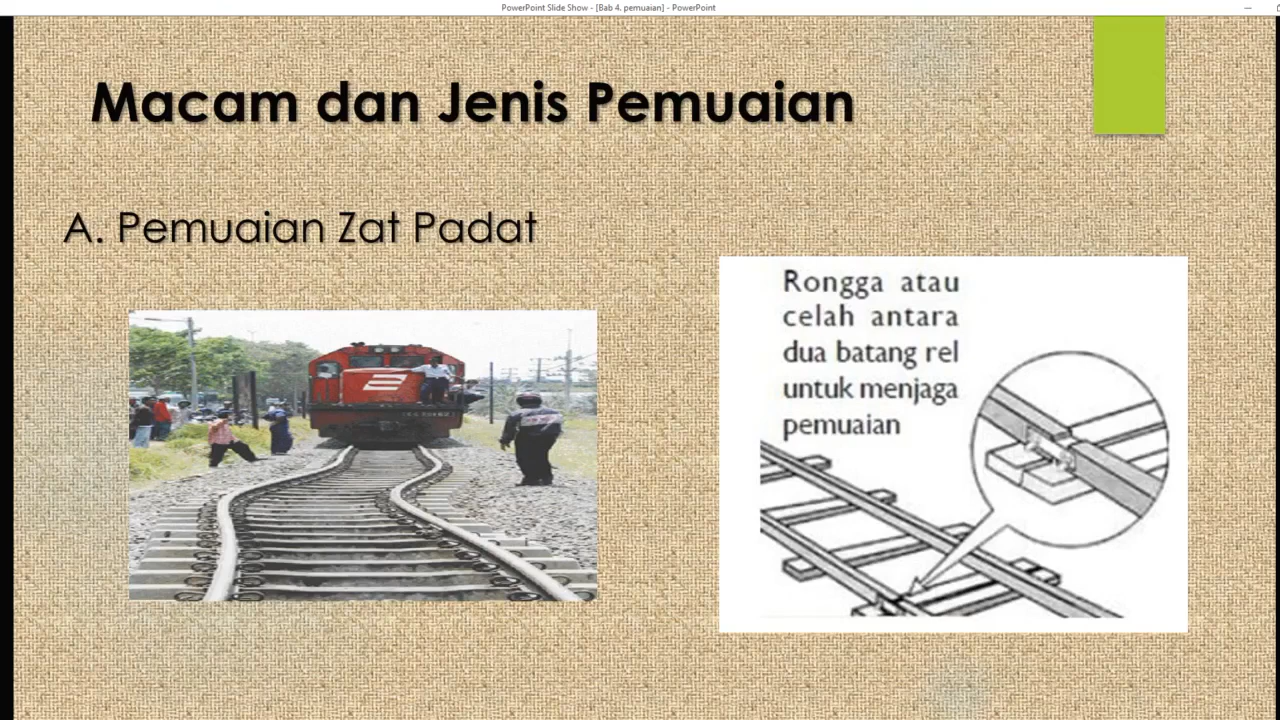 PowerPoint Slide Show - [Bab 4. pemuaian] - PowerPoint
Macam dan Jenis Pemuaian
A. Pemuaian Zat Padat
Rongga atau
celah antara
dua batang rel
untuk menjaga
pemuaian